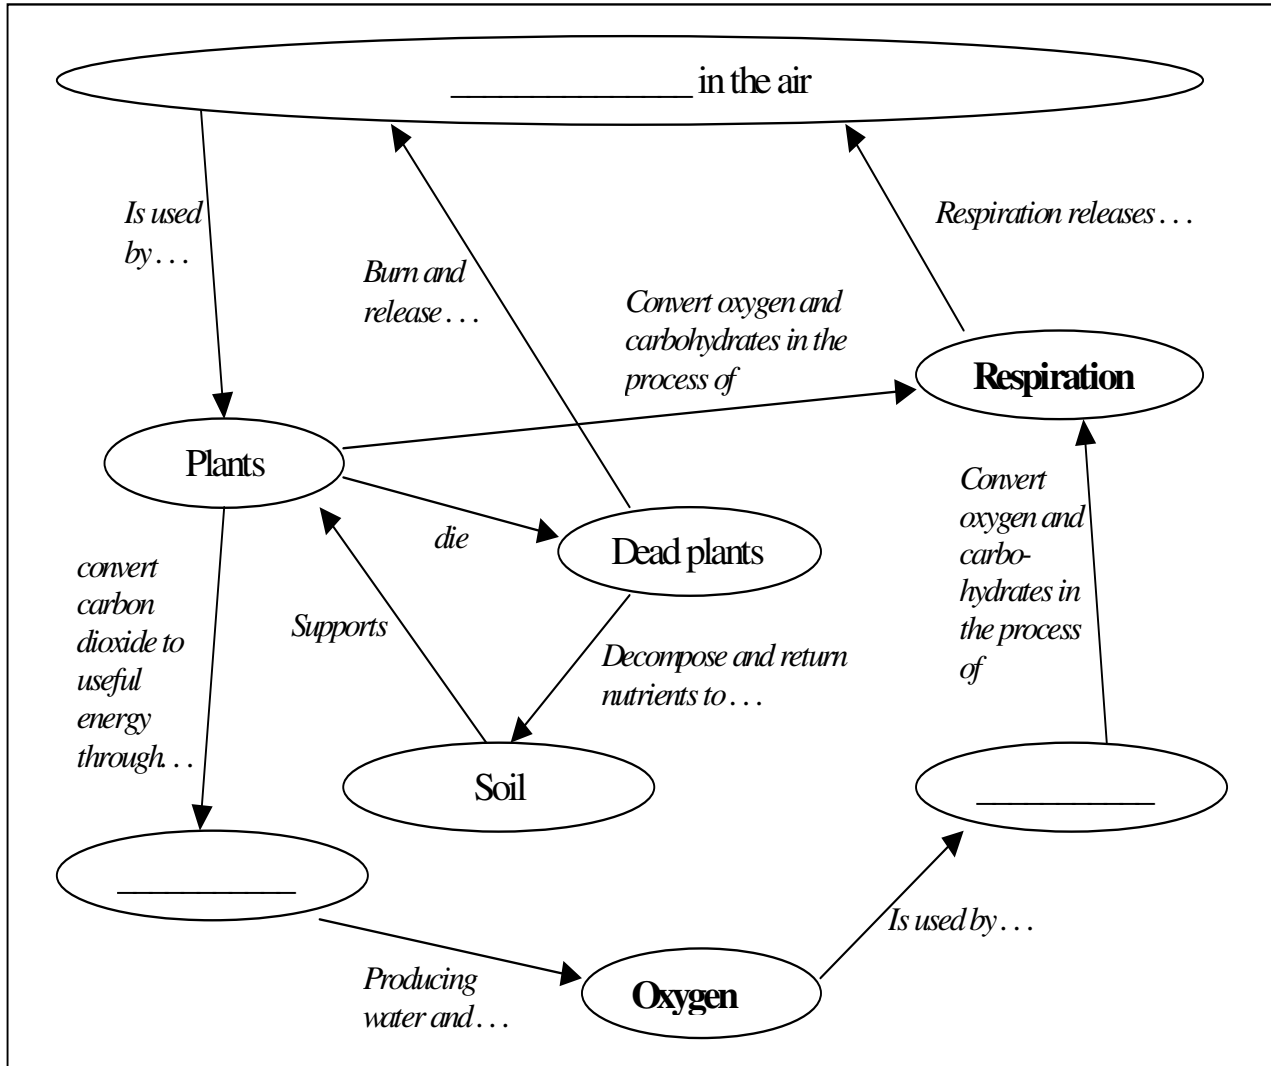 _______________ in the air
Is used
by . . .
Respiration releases . . .
Burn and
release . . .
Convert oxygen and
carbohydrates in the
process of
Respiration
Plants
die
Dead plants
Convert
oxygen and
carbo-
hydrates in
the process
of
convert
carbon
dioxide to
useful
energy
through. . .
Supports
Decompose and return
nutrients to . . .
Soil
___________
___________
Is used by . . .
Producing
water and . . .
Oxygen